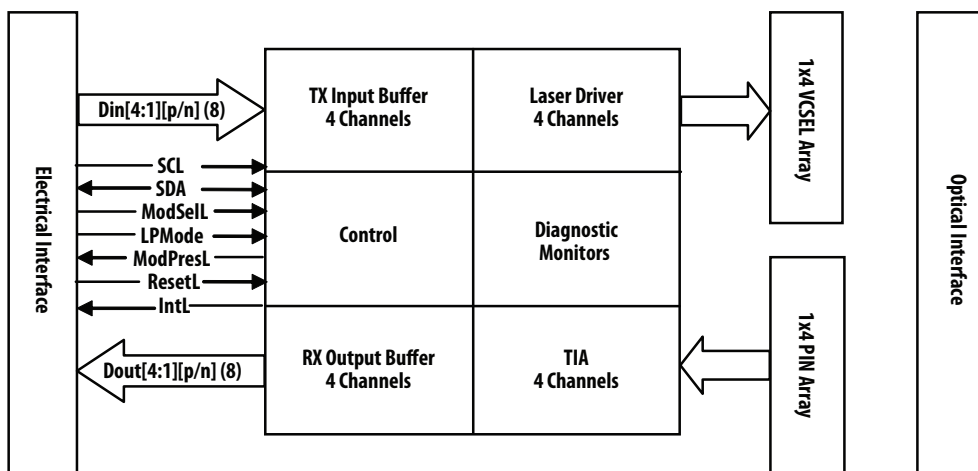 Electrical Interface
Din[4:1][p/n] (8)
SCL
SDA
ModSelL
LPMode
ModPresL
ResetL
IntL
Dout[4:1][p/n] (8)
TX Input Buffer
4 Channels
Laser Driver
4 Channels
Control
Diagnostic
Monitors
RX Output Buffer
4 Channels
TIA
4 Channels
1x4 VCSEL Array
1x4 PIN Array
Optical Interface